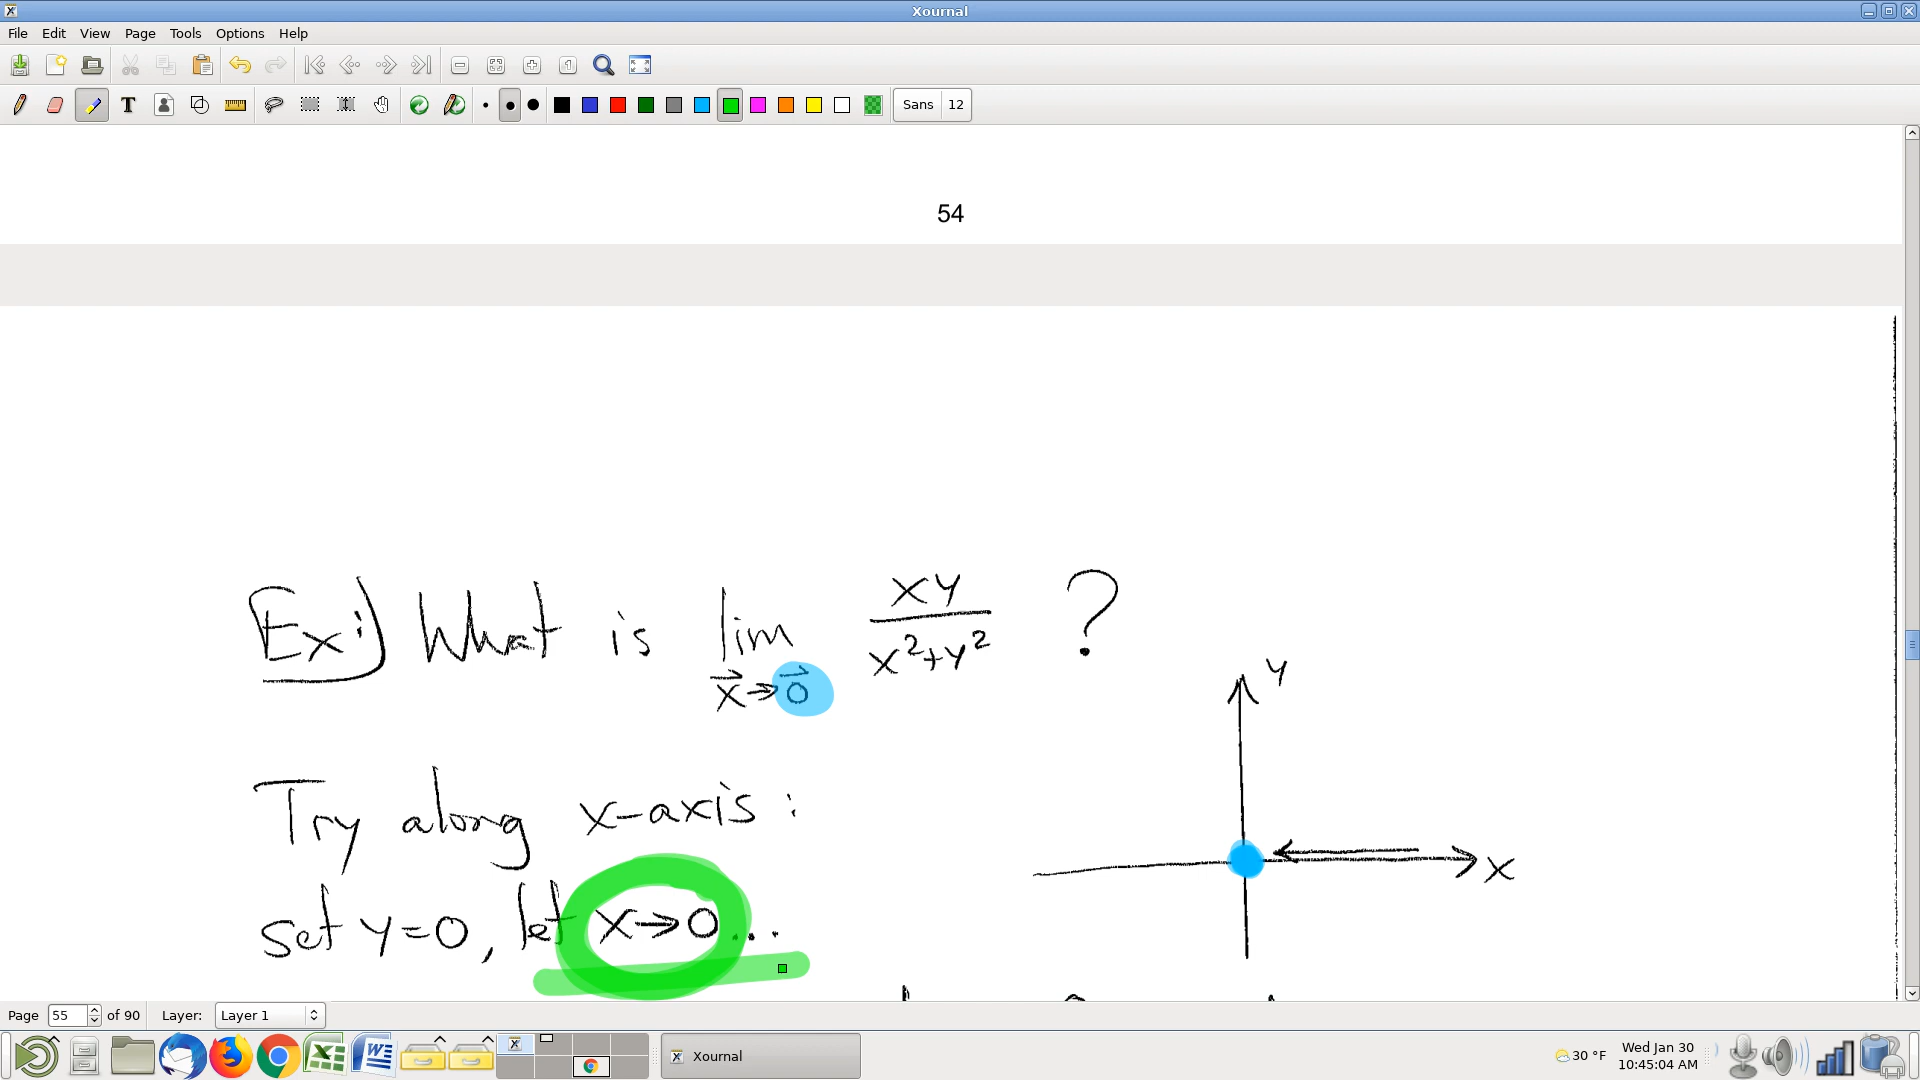 Xournal
File Edit View Page Tools Options Help
Sans 12
54
Ex:) What is lim xy / x²+y² ?
x⃗→0⃗
y
Try along x-axis:
x
set y=0, let x→0...
Page 55 of 90 Layer: Layer 1
Xournal
30 °F
Wed Jan 30
10:45:04 AM